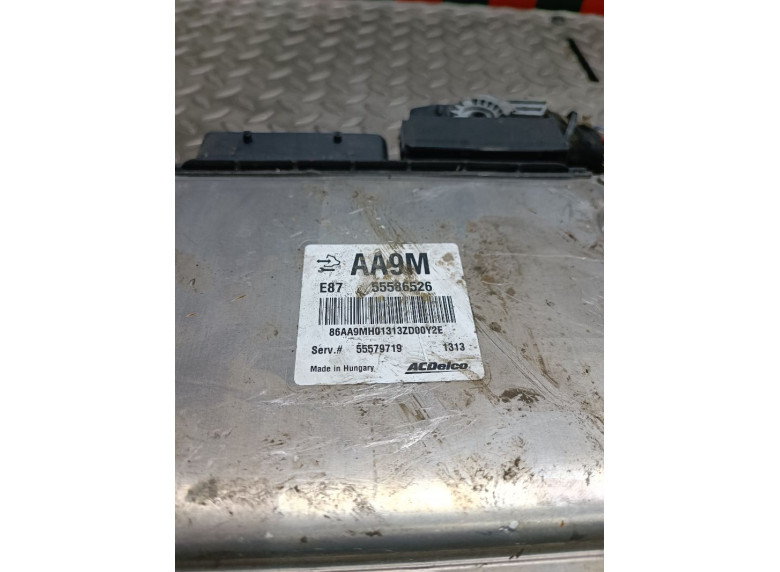 AA9M
E87 55586526
86AA9MH01313ZD00Y2E
Serv.# 55579719 1313
Made in Hungary ACDelco